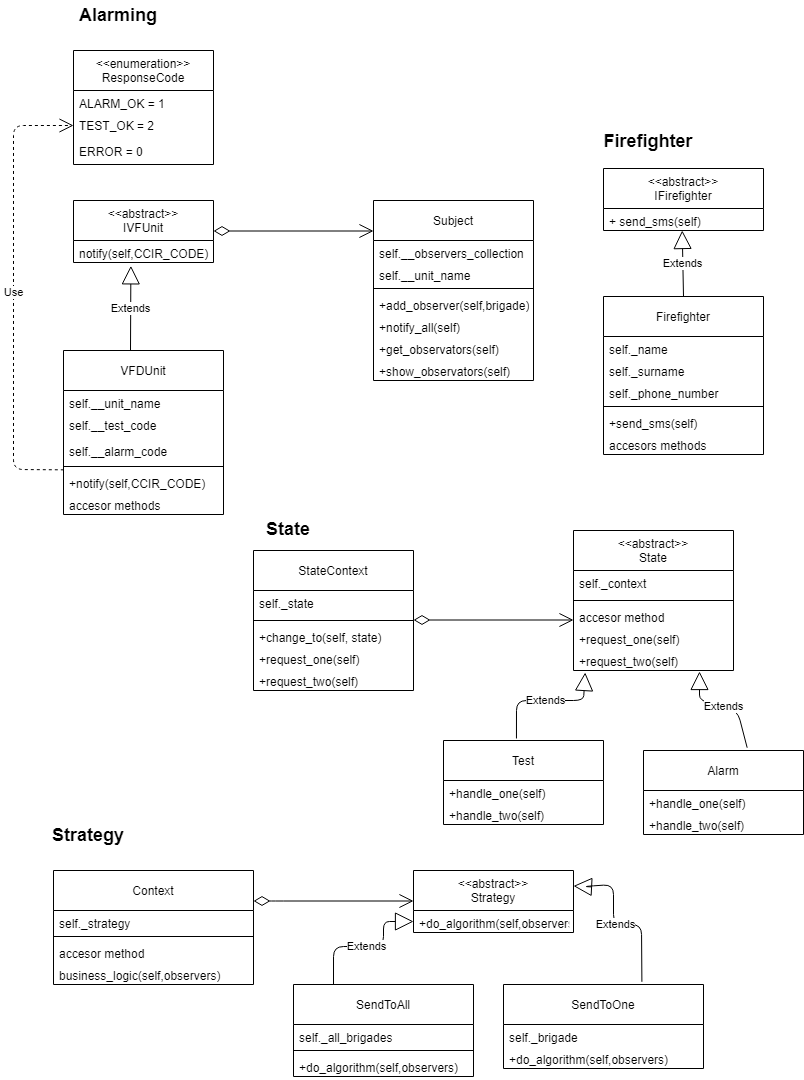 Alarming
<<enumeration>>
ResponseCode
ALARM_OK = 1
TEST_OK = 2
ERROR = 0
Use
<<abstract>>
IVFUnit
notify(self,CCIR_CODE)
Extends
VFDUnit
self.__unit_name
self.__test_code
self.__alarm_code
+notify(self,CCIR_CODE)
accesor methods
Subject
self.__observers_collection
self.__unit_name
+add_observer(self,brigade)
+notify_all(self)
+get_observators(self)
+show_observators(self)
Firefighter
<<abstract>>
IFirefighter
+ send_sms(self)
Extends
Firefighter
self._name
self._surname
self._phone_number
+send_sms(self)
accesors methods
State
StateContext
self._state
+change_to(self, state)
+request_one(self)
+request_two(self)
<<abstract>>
State
self._context
accesor method
+request_one(self)
+request_two(self)
Extends
Extends
Test
+handle_one(self)
+handle_two(self)
Alarm
+handle_one(self)
+handle_two(self)
Strategy
Context
self._strategy
accesor method
business_logic(self,observers)
<<abstract>>
Strategy
+do_algorithm(self,observers
Extends
Extends
SendToAll
self._all_brigades
+do_algorithm(self,observers)
SendToOne
self._brigade
+do_algorithm(self,observers)